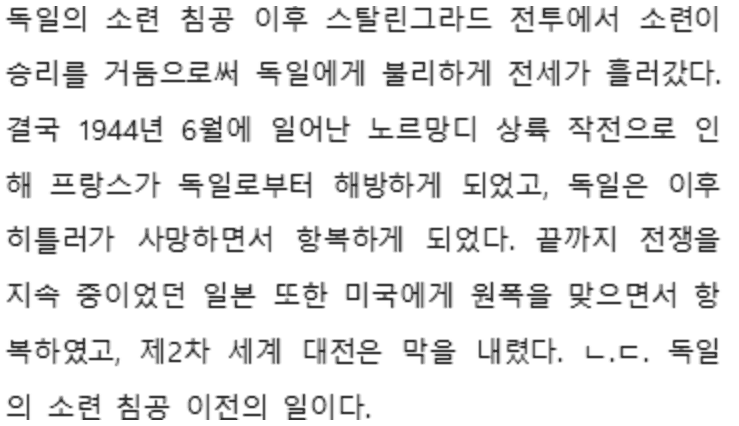 독일의 소련 침공 이후 스탈린그라드 전투에서 소련이
승리를 거둠으로써 독일에게 불리하게 전세가 흘러갔다.
결국 1944년 6월에 일어난 노르망디 상륙 작전으로 인
해 프랑스가 독일로부터 해방하게 되었고, 독일은 이후
히틀러가 사망하면서 항복하게 되었다. 끝까지 전쟁을
지속 중이었던 일본 또한 미국에게 원폭을 맞으면서 항
복하였고, 제2차 세계 대전은 막을 내렸다. ㄴ.ㄷ. 독일
의 소련 침공 이전의 일이다.